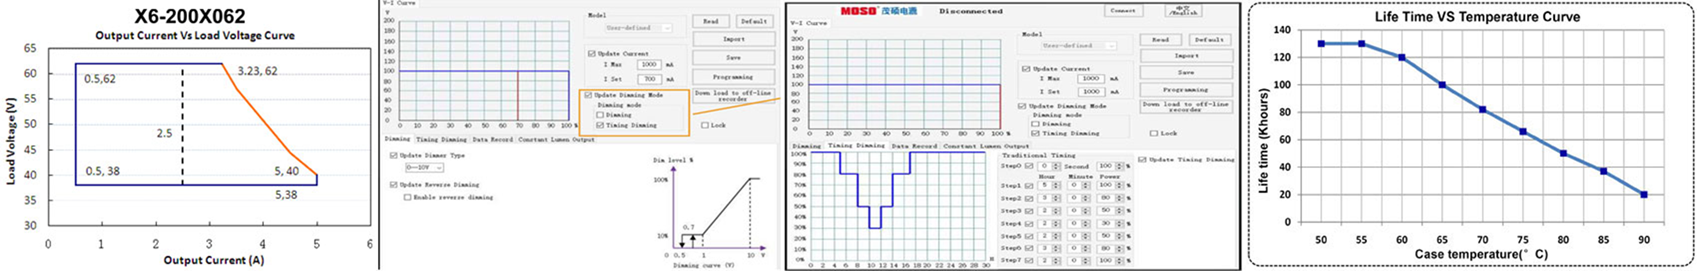 X6-200X062
Output Current Vs Load Voltage Curve
Load Voltage (V)
65
60
55
50
45
40
35
30
0.5,62
3.23, 62
2.5
0.5, 38
5, 40
5,38
0 1 2 3 4 5 6
Output Current (A)
V-I Curve
V
200
180
160
140
120
100
80
60
40
20
0
0 10 20 30 40 50 60 70 80 90 100 %
Model
User-defined
Update Current
I Max 1000 mA
I Set 700 mA
Update Dimming Mode
Dimming mode
Dimming
Timing Dimming
Read Default
Import
Save
Programming
Down load to off-line
recorder
Lock
Dimming Timing Dimming Data Record Constant Lumen Output
Update Dimmer Type
0--10V
Update Reverse Dimming
Enable reverse dimming
Dim level %
100%
10%
0.7
0 0.5 1 10 V
Dimming curve (V)
MOSO® 茂硕电源 Disconnected
Connect
中文
/English
V-I Curve
V
200
180
160
140
120
100
80
60
40
20
0
0 10 20 30 40 50 60 70 80 90 100 %
Model
User-defined
Update Current
I Max 1000 mA
I Set 1000 mA
Update Dimming Mode
Dimming mode
Dimming
Timing Dimming
Read Default
Import
Save
Programming
Down load to off-line
recorder
Lock
Dimming Timing Dimming Data Record Constant Lumen Output
100%
90%
80%
70%
60%
50%
40%
30%
20%
10%
0%
0 2 4 6 8 10 12 14 16 18 20 22 24 26 28 30 H
Traditional Timing
Step0 0 Second 100 %
Hour Minute Power
Step1 5 0 100 %
Step2 3 0 80 %
Step3 2 0 50 %
Step4 2 0 30 %
Step5 2 0 50 %
Step6 3 0 80 %
Step7 2 0 100 %
Update Timing Dimming
Life Time VS Temperature Curve
Life time (Khours)
140
120
100
80
60
40
20
0
50 55 60 65 70 75 80 85 90
Case temperature(° C)